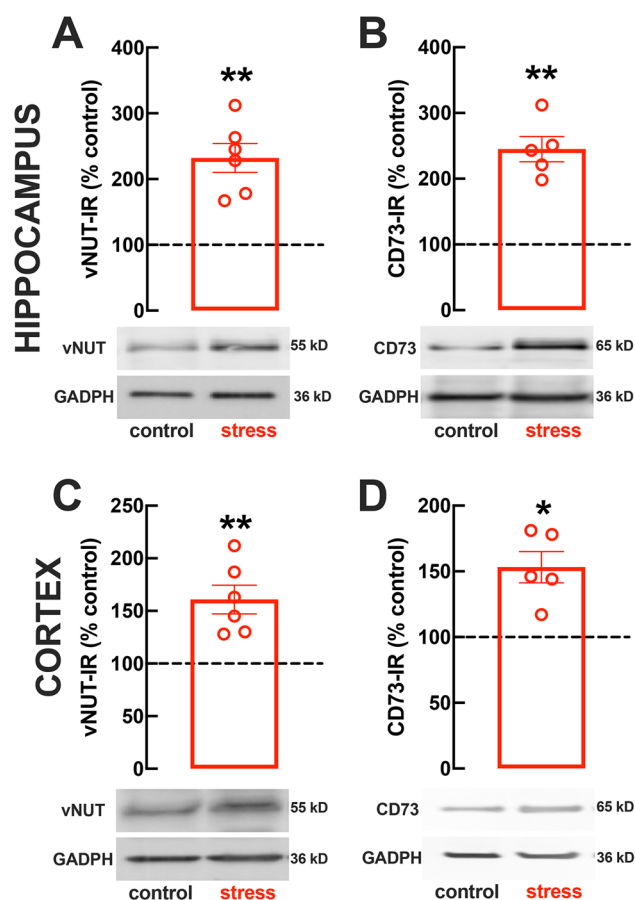 A
B
HIPPOCAMPUS
vNUT-IR (% control)
400
300
200
100
0
**
CD73-IR (% control)
400
300
200
100
0
**
vNUT
55 kD
GADPH
36 kD
control stress
CD73
65 kD
GADPH
36 kD
control stress
C
D
CORTEX
vNUT-IR (% control)
250
200
150
100
50
0
**
CD73-IR (% control)
200
150
100
50
0
*
vNUT
55 kD
GADPH
36 kD
control stress
CD73
65 kD
GADPH
36 kD
control stress